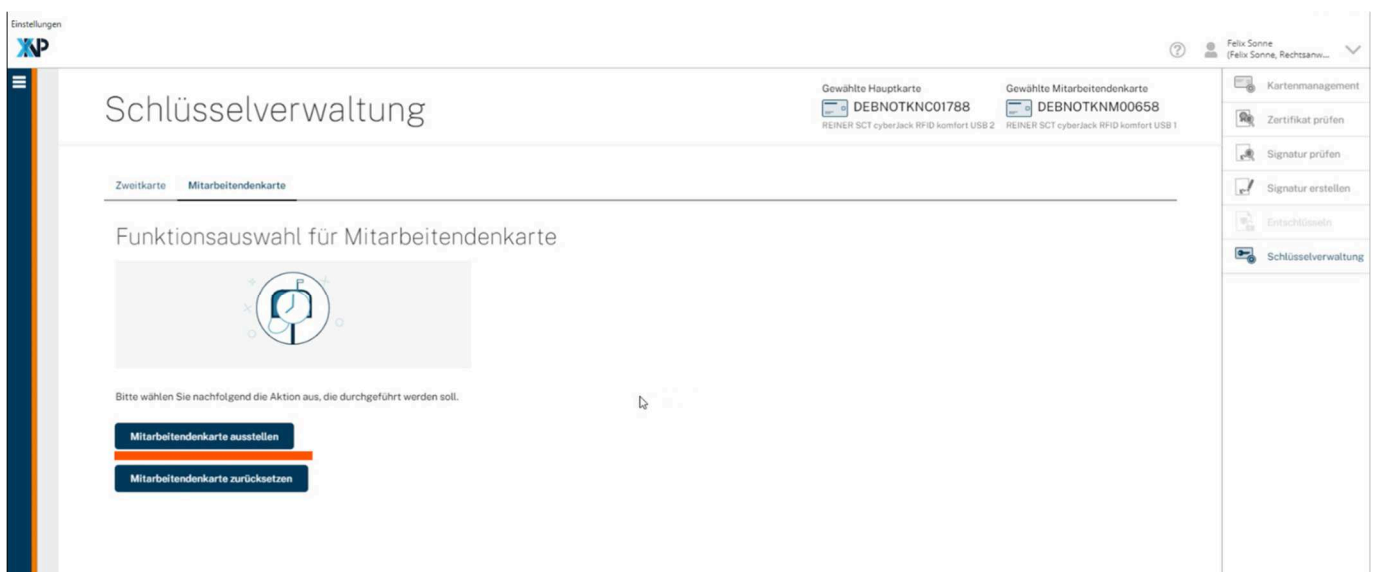 Einstellungen
XNP
Felix Sonne
(Felix Sonne, Rechtsanw...
Schlüsselverwaltung
Gewählte Hauptkarte
DEBNOTKNC01788
REINER SCT cyberJack RFID komfort USB 2
Gewählte Mitarbeitendenkarte
DEBNOTKNM00658
REINER SCT cyberJack RFID komfort USB 1
Kartenmanagement
Zertifikat prüfen
Signatur prüfen
Signatur erstellen
Entschlüsseln
Schlüsselverwaltung
Zweitkarte Mitarbeitendenkarte
Funktionsauswahl für Mitarbeitendenkarte
Bitte wählen Sie nachfolgend die Aktion aus, die durchgeführt werden soll.
Mitarbeitendenkarte ausstellen
Mitarbeitendenkarte zurücksetzen